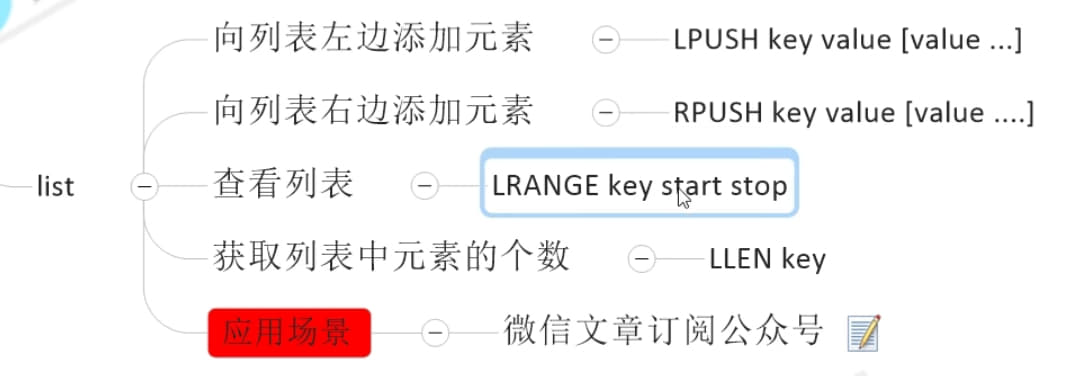 向列表左边添加元素 LPUSH key value [value ...]
向列表右边添加元素 RPUSH key value [value ....]
list 查看列表 LRANGE key start stop
获取列表中元素的个数 LLEN key
应用场景 微信文章订阅公众号